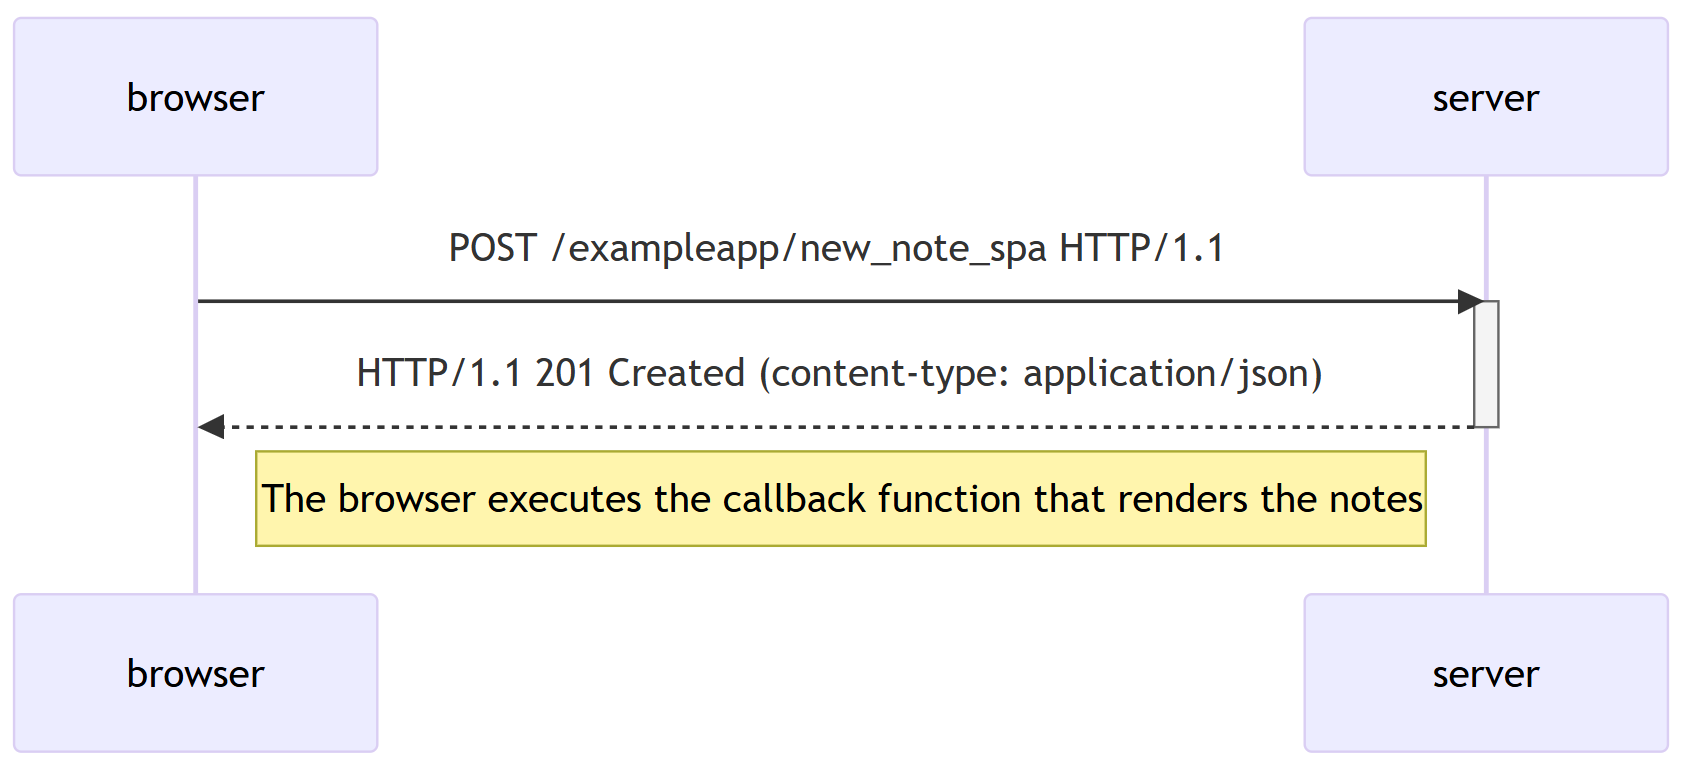 browser
server
POST /exampleapp/new_note_spa HTTP/1.1
HTTP/1.1 201 Created (content-type: application/json)
The browser executes the callback function that renders the notes
browser
server